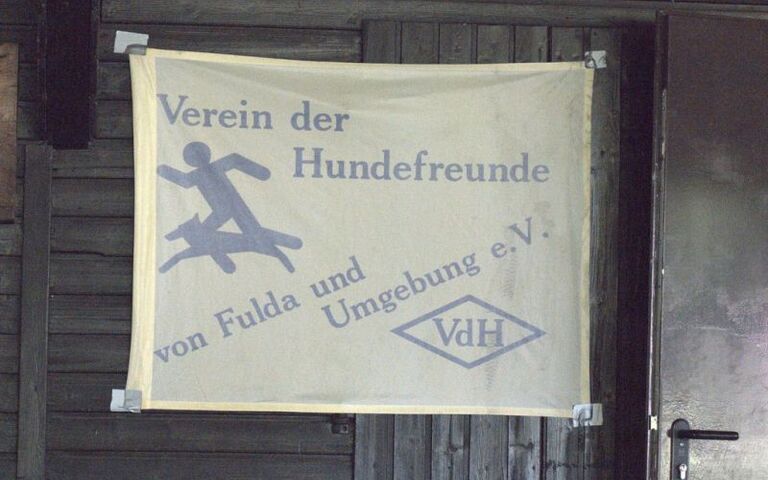 Verein der
Hundefreunde
von Fulda und
Umgebung e.V.
VdH